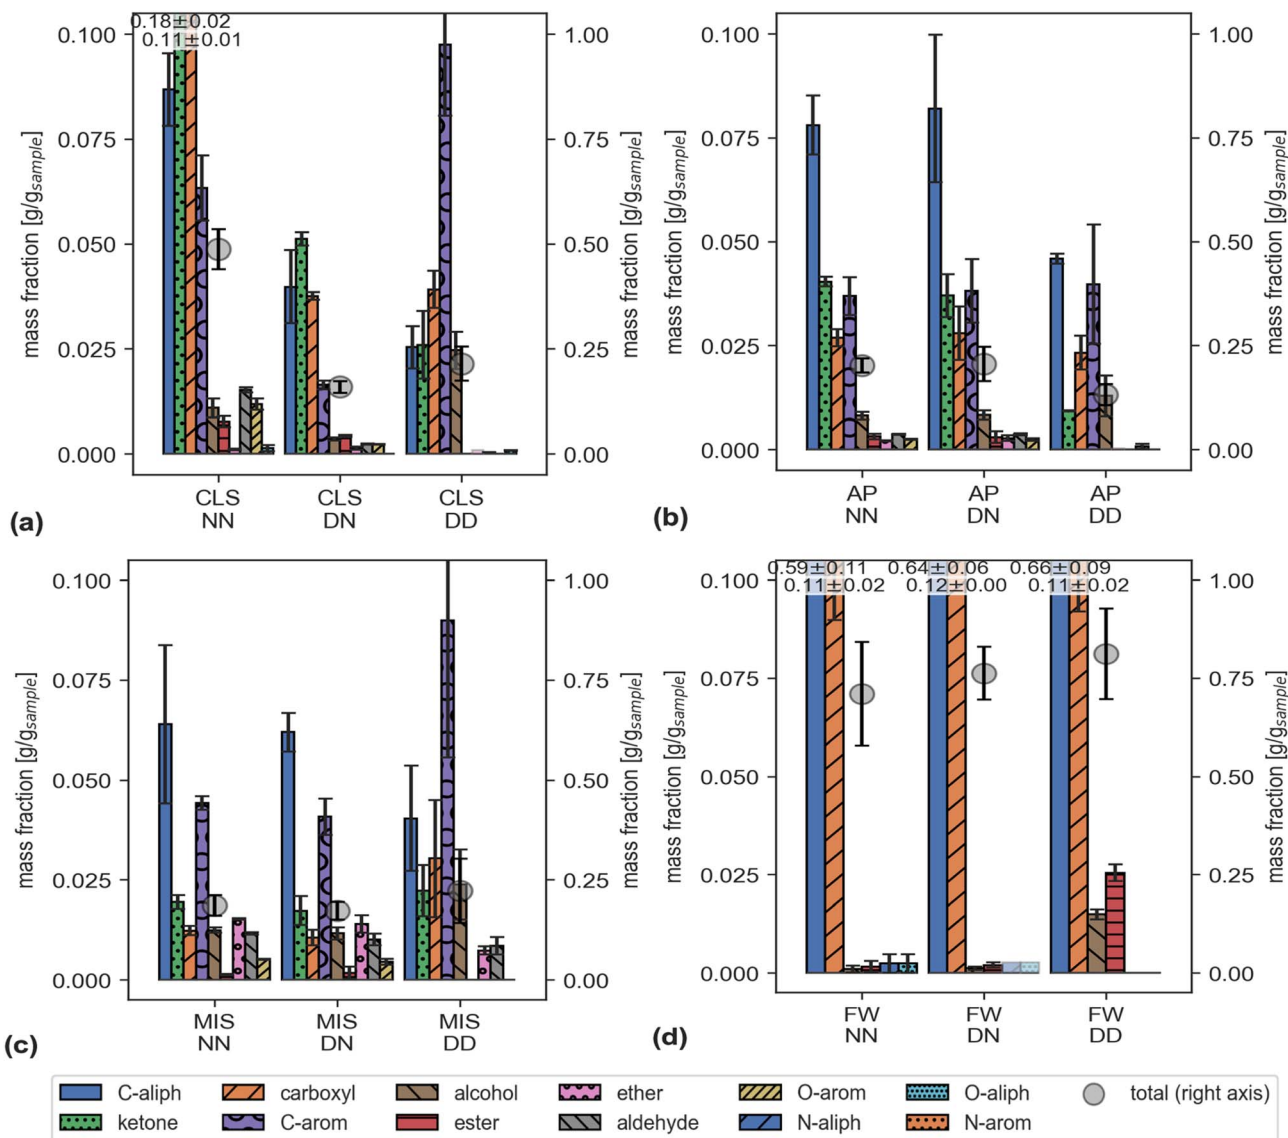 0.18±0.02
0.11±0.01
0.100
0.075
0.050
0.025
0.000
mass fraction [g/gsample]
1.00
0.75
0.50
0.25
0.00
mass fraction [g/gsample]
CLS
NN
CLS
DN
CLS
DD
(a)
0.100
0.075
0.050
0.025
0.000
mass fraction [g/gsample]
1.00
0.75
0.50
0.25
0.00
mass fraction [g/gsample]
AP
NN
AP
DN
AP
DD
(b)
0.100
0.075
0.050
0.025
0.000
mass fraction [g/gsample]
1.00
0.75
0.50
0.25
0.00
mass fraction [g/gsample]
MIS
NN
MIS
DN
MIS
DD
(c)
0.59±0.11
0.11±0.02
0.64±0.06
0.12±0.00
0.66±0.09
0.11±0.02
0.100
0.075
0.050
0.025
0.000
mass fraction [g/gsample]
1.00
0.75
0.50
0.25
0.00
mass fraction [g/gsample]
FW
NN
FW
DN
FW
DD
(d)
C-aliph carboxyl alcohol ether O-arom O-aliph total (right axis)
ketone C-arom ester aldehyde N-aliph N-arom